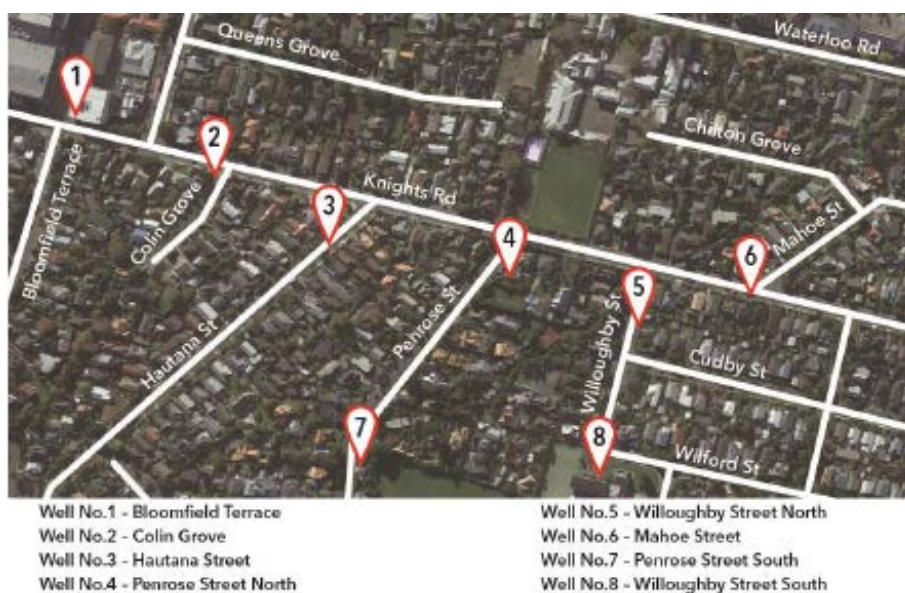 Queens Grove
Waterloo Rd
1
Chilton Grove
2
Knights Rd
Bloomfield Terrace
Colin Grove
3
4
Mahoe St
6
5
Hautana St
Penrose St
Willoughby St
Cudby St
7
8
Wilford St
Well No.1 - Bloomfield Terrace
Well No.2 - Colin Grove
Well No.3 - Hautana Street
Well No.4 - Penrose Street North
Well No.5 - Willoughby Street North
Well No.6 - Mahoe Street
Well No.7 - Penrose Street South
Well No.8 - Willoughby Street South